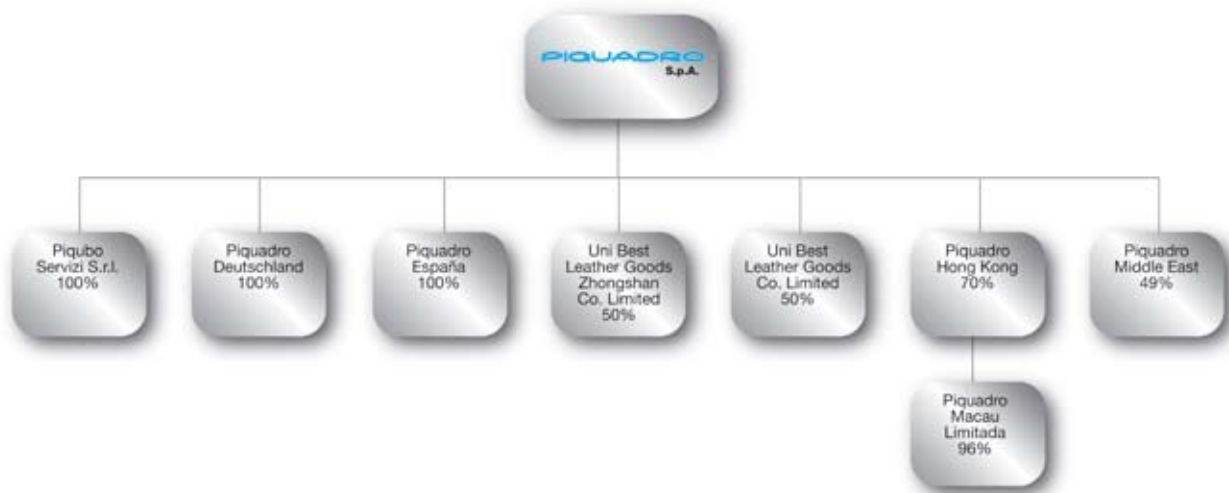 PIQUADRO
S.p.A.
Piqubo
Servizi S.r.l.
100%
Piquadro
Deutschland
100%
Piquadro
España
100%
Uni Best
Leather Goods
Zhongshan
Co. Limited
50%
Uni Best
Leather Goods
Co. Limited
50%
Piquadro
Hong Kong
70%
Piquadro
Middle East
49%
Piquadro
Macau
Limitada
96%